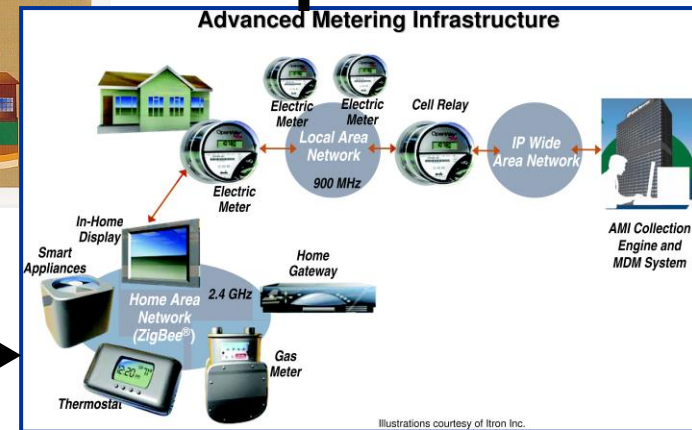 Advanced Metering Infrastructure
Electric
Meter
Electric
Meter
Cell Relay
Local Area
Network
900 MHz
IP Wide
Area Network
Electric
Meter
AMI Collection
Engine and
MDM System
In-Home
Display
Smart
Appliances
Home
Gateway
2.4 GHz
Home Area
Network
(ZigBee®)
Gas
Meter
Thermostat
12:20
Illustrations courtesy of Itron Inc.